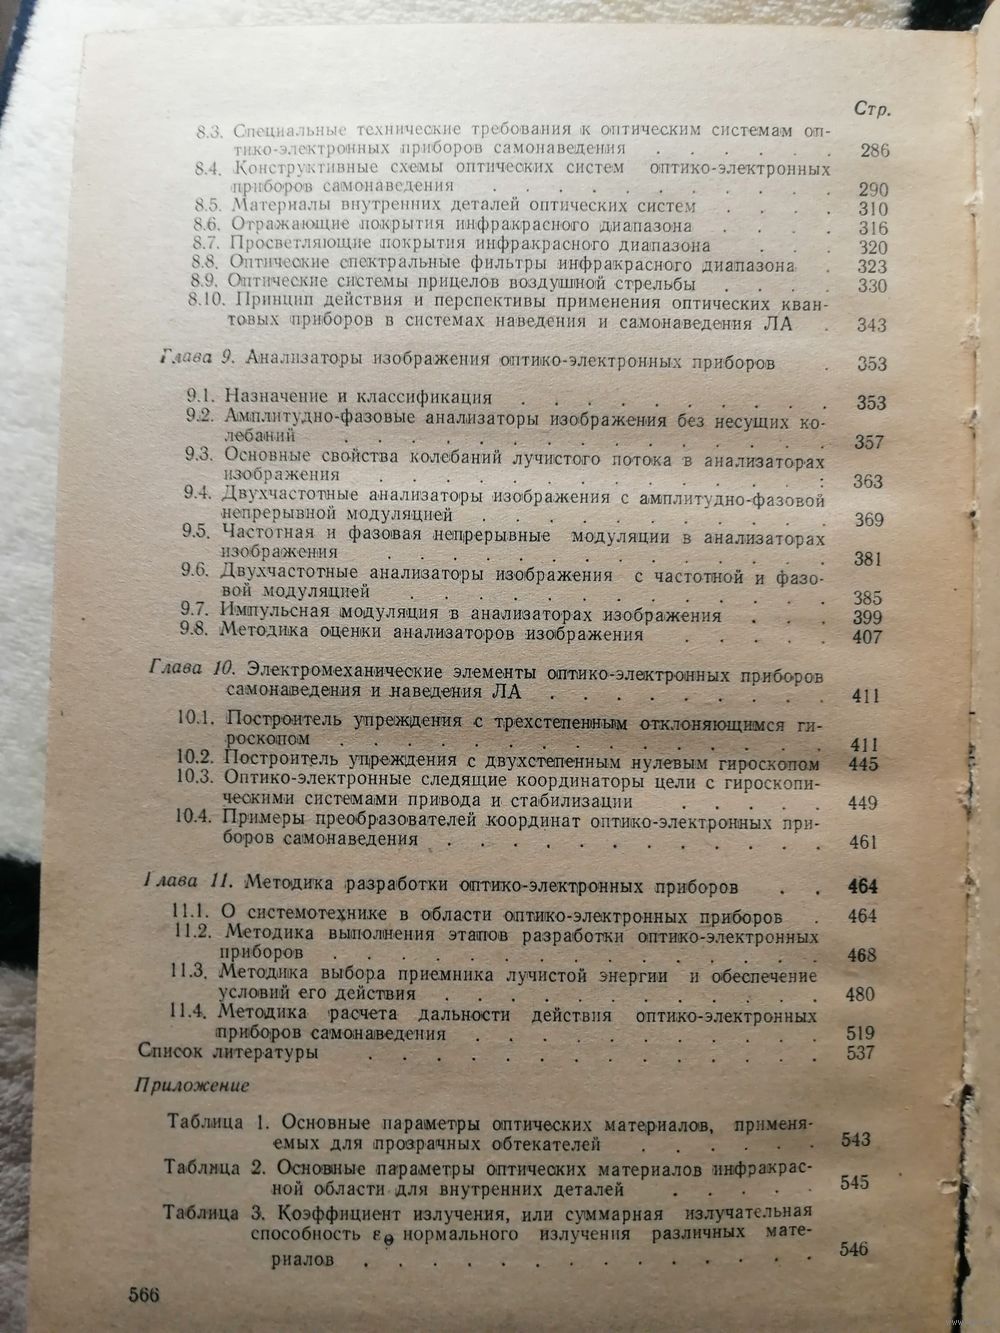 Стр.
8.3. Специальные технические требования к оптическим системам оп-
тико-электронных приборов самонаведения . . . . . . 286
8.4. Конструктивные схемы оптических систем оптико-электронных
приборов самонаведения . . . . . . . . . . 290
8.5. Материалы внутренних деталей оптических систем . . . . 310
8.6. Отражающие покрытия инфракрасного диапазона . . . . 316
8.7. Просветляющие покрытия инфракрасного диапазона . . . 320
8.8. Оптические спектральные фильтры инфракрасного диапазона . 323
8.9. Оптические системы прицелов воздушной стрельбы . . . . 330
8.10. Принцип действия и перспективы применения оптических кван-
товых приборов в системах наведения и самонаведения ЛА . 343
Глава 9. Анализаторы изображения оптико-электронных приборов . 353
9.1. Назначение и классификация . . . . . . . . . 353
9.2. Амплитудно-фазовые анализаторы изображения без несущих ко-
лебаний . . . . . . . . . . . . . . 357
9.3. Основные свойства колебаний лучистого потока в анализаторах
изображения . . . . . . . . . . . . : 363
9.4. Двухчастотные анализаторы изображения с амплитудно-фазовой
непрерывной модуляцией . . . . . . . . . . 369
9.5. Частотная и фазовая непрерывные модуляции в анализаторах
изображения . . . . . . . . . . . . 381
9.6. Двухчастотные анализаторы изображения с частотной и фазо-
вой модуляцией . . . . . . . . . . . . 385
9.7. Импульсная модуляция в анализаторах изображения . . . 399
9.8. Методика оценки анализаторов изображения . . . . . 407
Глава 10. Электромеханические элементы оптико-электронных приборов
самонаведения и наведения ЛА . . . . . . . . 411
10.1. Построитель упреждения с трехстепенным отклоняющимся ги-
роскопом . . . . . . . . . . . . . . 411
10.2. Построитель упреждения с двухстепенным нулевым гироскопом 445
10.3. Оптико-электронные следящие координаторы цели с гироскопи-
ческими системами привода и стабилизации . . . . . 449
10.4. Примеры преобразователей координат оптико-электронных при-
боров самонаведения . . . . . . . . . . . 461
Глава 11. Методика разработки оптико-электронных приборов . . 464
11.1. О системотехнике в области оптико-электронных приборов . 464
11.2. Методика выполнения этапов разработки оптико-электронных
приборов . . . . . . . . . . . . . . 468
11.3. Методика выбора приемника лучистой энергии и обеспечение
условий его действия . . . . . . . . . . . 480
11.4. Методика расчета дальности действия оптико-электронных
приборов самонаведения . . . . . . . . . . 519
Список литературы . . . . . . . . . . . . . 537
Приложение
Таблица 1. Основные параметры оптических материалов, применя-
емых для прозрачных обтекателей . . . . . . 543
Таблица 2. Основные параметры оптических материалов инфракрас-
ной области для внутренних деталей . . . . . 545
Таблица 3. Коэффициент излучения, или суммарная излучательная
способность εθ нормального излучения различных мате-
риалов . . . . . . . . . . . . . . 546
566